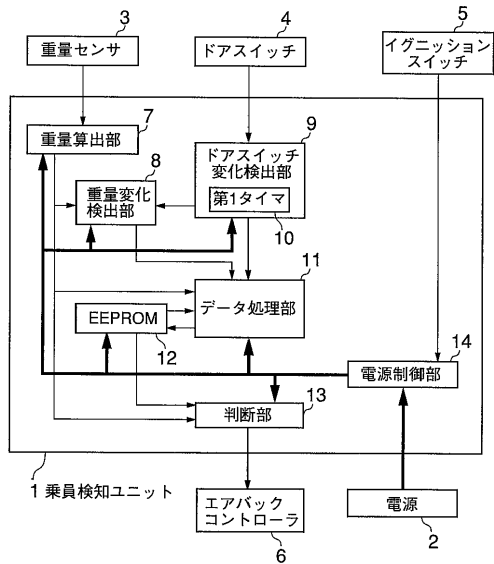 3
4
5
重量センサ
ドアスイッチ
イグニッション
スイッチ
7
重量算出部
8
9
ドアスイッチ
変化検出部
重量変化
検出部
第1タイマ
10
11
データ処理部
EEPROM
12
14
電源制御部
13
判断部
1 乗員検知ユニット
エアバック
コントローラ
電源
6
2